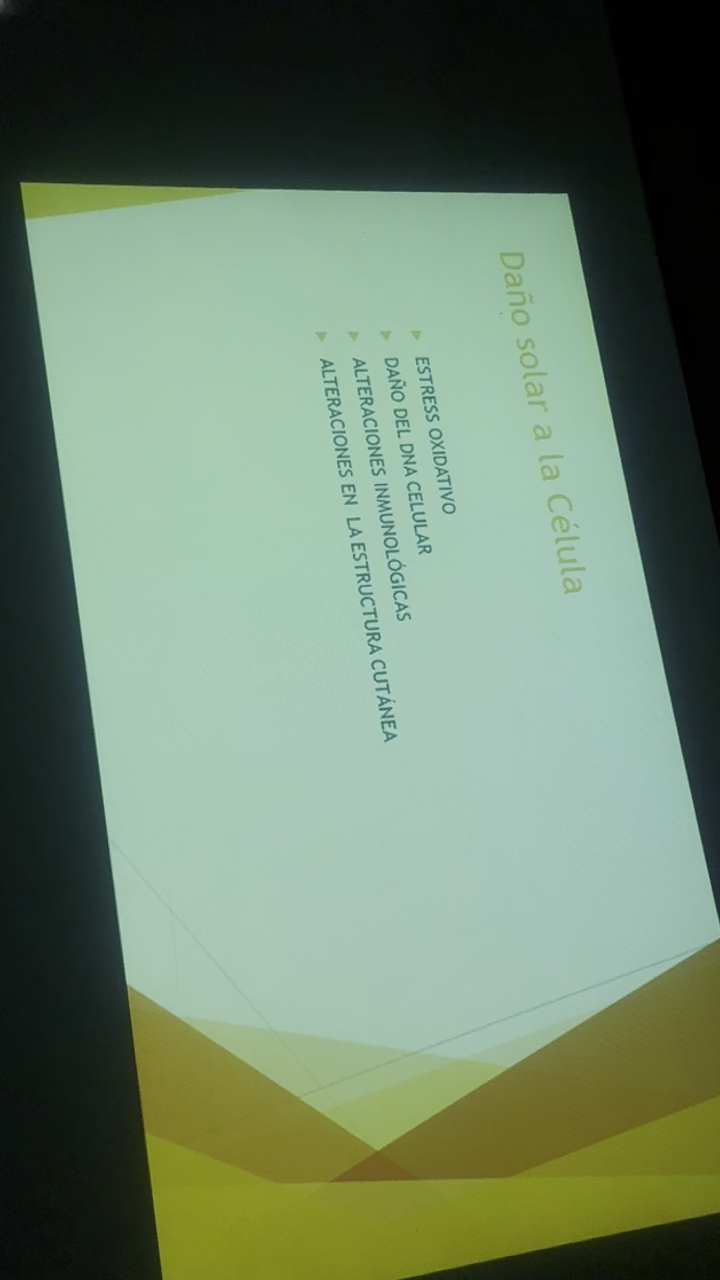 Daño solar a la Célula
ESTRESS OXIDATIVO
DAÑO DEL DNA CELULAR
ALTERACIONES INMUNOLÓGICAS
ALTERACIONES EN LA ESTRUCTURA CUTÁNEA